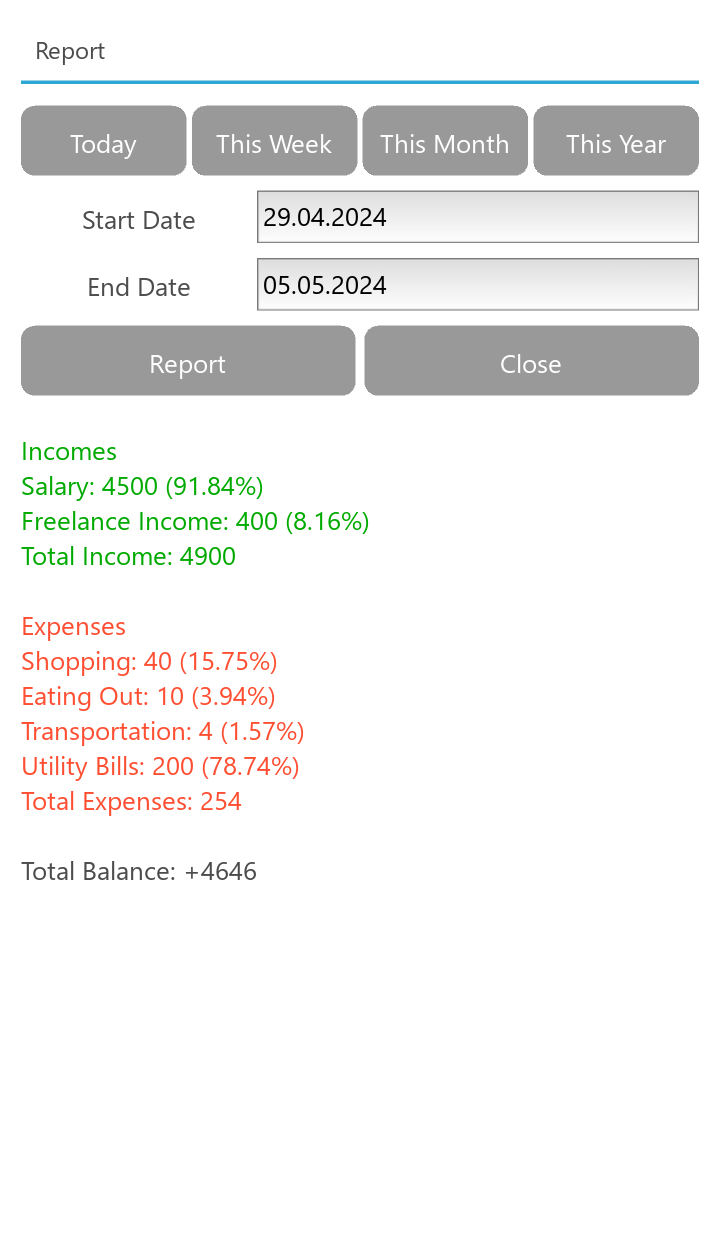 Report
Today This Week This Month This Year
Start Date 29.04.2024
End Date 05.05.2024
Report Close
Incomes
Salary: 4500 (91.84%)
Freelance Income: 400 (8.16%)
Total Income: 4900
Expenses
Shopping: 40 (15.75%)
Eating Out: 10 (3.94%)
Transportation: 4 (1.57%)
Utility Bills: 200 (78.74%)
Total Expenses: 254
Total Balance: +4646